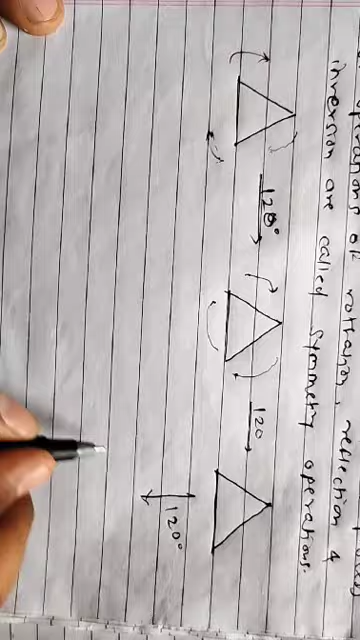 operations of rotation, reflection &
inversion are called symmetry operations.
120°
120
120°